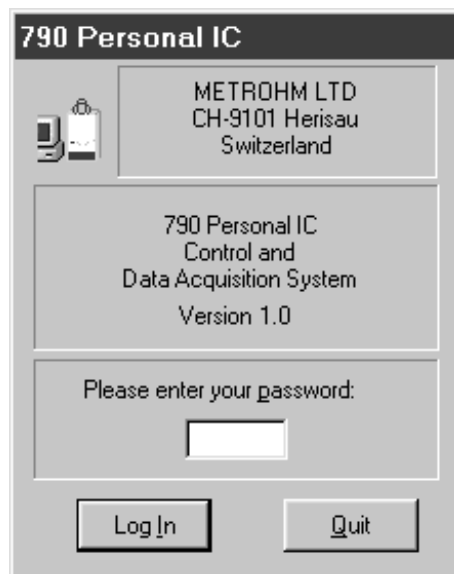 790 Personal IC
METROHM LTD
CH-9101 Herisau
Switzerland
790 Personal IC
Control and
Data Acquisition System
Version 1.0
Please enter your password:
Log In
Quit